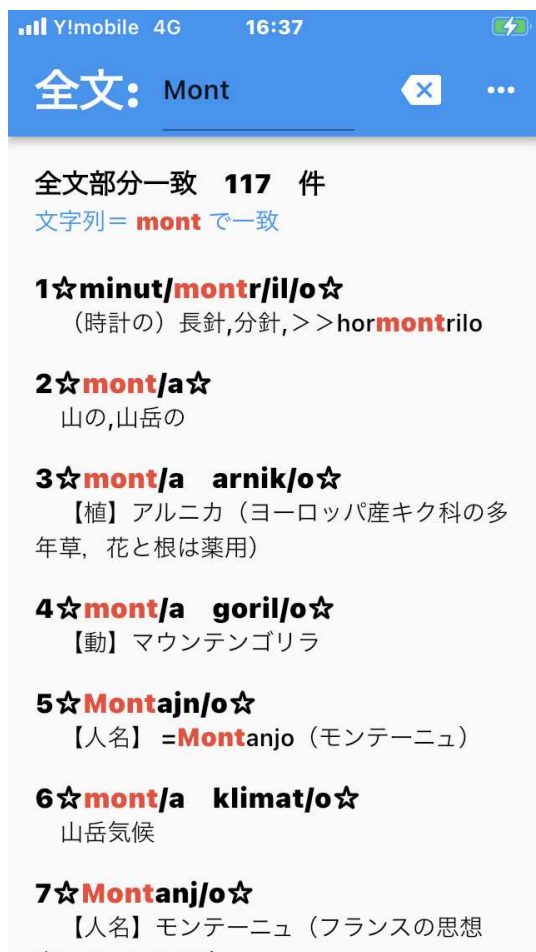 Y!mobile 4G 16:37
全文: Mont
全文部分一致 117 件
文字列= mont で一致
1☆minut/montr/il/o☆
(時計の)長針,分針,>>hormontrilo
2☆mont/a☆
山の,山岳の
3☆mont/a arnik/o☆
【植】アルニカ(ヨーロッパ産キク科の多
年草,花と根は薬用)
4☆mont/a goril/o☆
【動】マウンテンゴリラ
5☆Montajn/o☆
【人名】=Montanjo(モンテーニュ)
6☆mont/a klimat/o☆
山岳気候
7☆Montanj/o☆
【人名】モンテーニュ(フランスの思想